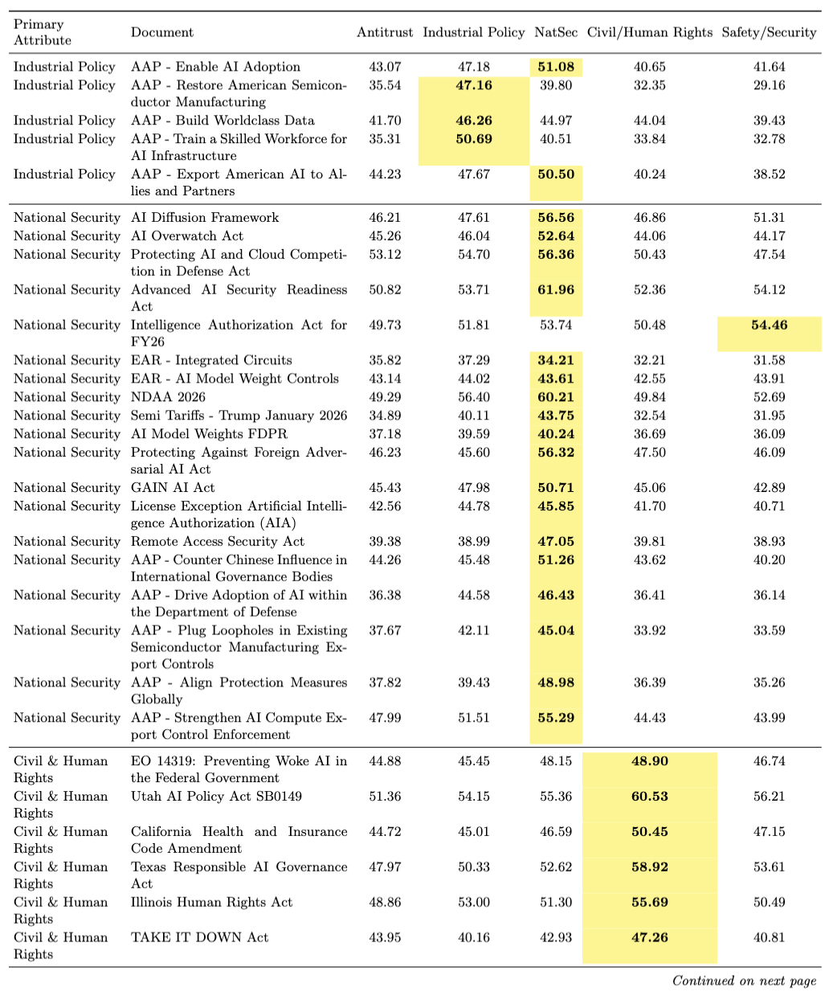 Primary Attribute Document Antitrust Industrial Policy NatSec Civil/Human Rights Safety/Security
Industrial Policy AAP - Enable AI Adoption 43.07 47.18 51.08 40.65 41.64
Industrial Policy AAP - Restore American Semicon- 35.54 47.16 39.80 32.35 29.16
ductor Manufacturing
Industrial Policy AAP - Build Worldclass Data 41.70 46.26 44.97 44.04 39.43
Industrial Policy AAP - Train a Skilled Workforce for 35.31 50.69 40.51 33.84 32.78
AI Infrastructure
Industrial Policy AAP - Export American AI to Al- 44.23 47.67 50.50 40.24 38.52
lies and Partners
National Security AI Diffusion Framework 46.21 47.61 56.56 46.86 51.31
National Security AI Overwatch Act 45.26 46.04 52.64 44.06 44.17
National Security Protecting AI and Cloud Competi- 53.12 54.70 56.36 50.43 47.54
tion in Defense Act
National Security Advanced AI Security Readiness 50.82 53.71 61.96 52.36 54.12
Act
National Security Intelligence Authorization Act for 49.73 51.81 53.74 50.48 54.46
FY26
National Security EAR - Integrated Circuits 35.82 37.29 34.21 32.21 31.58
National Security EAR - AI Model Weight Controls 43.14 44.02 43.61 42.55 43.91
National Security NDAA 2026 49.29 56.40 60.21 49.84 52.69
National Security Semi Tariffs - Trump January 2026 34.89 40.11 43.75 32.54 31.95
National Security AI Model Weights FDPR 37.18 39.59 40.24 36.69 36.09
National Security Protecting Against Foreign Adver- 46.23 45.60 56.32 47.50 46.09
sarial AI Act
National Security GAIN AI Act 45.43 47.98 50.71 45.06 42.89
National Security License Exception Artificial Intelli- 42.56 44.78 45.85 41.70 40.71
gence Authorization (AIA)
National Security Remote Access Security Act 39.38 38.99 47.05 39.81 38.93
National Security AAP - Counter Chinese Influence in 44.26 45.48 51.26 43.62 40.20
International Governance Bodies
National Security AAP - Drive Adoption of AI within 36.38 44.58 46.43 36.41 36.14
the Department of Defense
National Security AAP - Plug Loopholes in Existing 37.67 42.11 45.04 33.92 33.59
Semiconductor Manufacturing Ex-
port Controls
National Security AAP - Align Protection Measures 37.82 39.43 48.98 36.39 35.26
Globally
National Security AAP - Strengthen AI Compute Ex- 47.99 51.51 55.29 44.43 43.99
port Control Enforcement
Civil & Human EO 14319: Preventing Woke AI in 44.88 45.45 48.15 48.90 46.74
Rights the Federal Government
Civil & Human Utah AI Policy Act SB0149 51.36 54.15 55.36 60.53 56.21
Rights
Civil & Human California Health and Insurance 44.72 45.01 46.59 50.45 47.15
Rights Code Amendment
Civil & Human Texas Responsible AI Governance 47.97 50.33 52.62 58.92 53.61
Rights Act
Civil & Human Illinois Human Rights Act 48.86 53.00 51.30 55.69 50.49
Rights
Civil & Human TAKE IT DOWN Act 43.95 40.16 42.93 47.26 40.81
Rights
Continued on next page